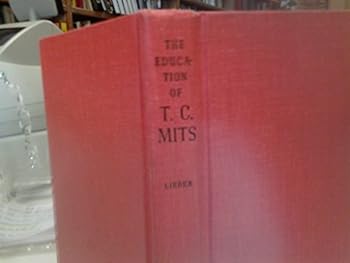 THE
EDUCA-
TION
OF
T. C.
MITS
LIEBER